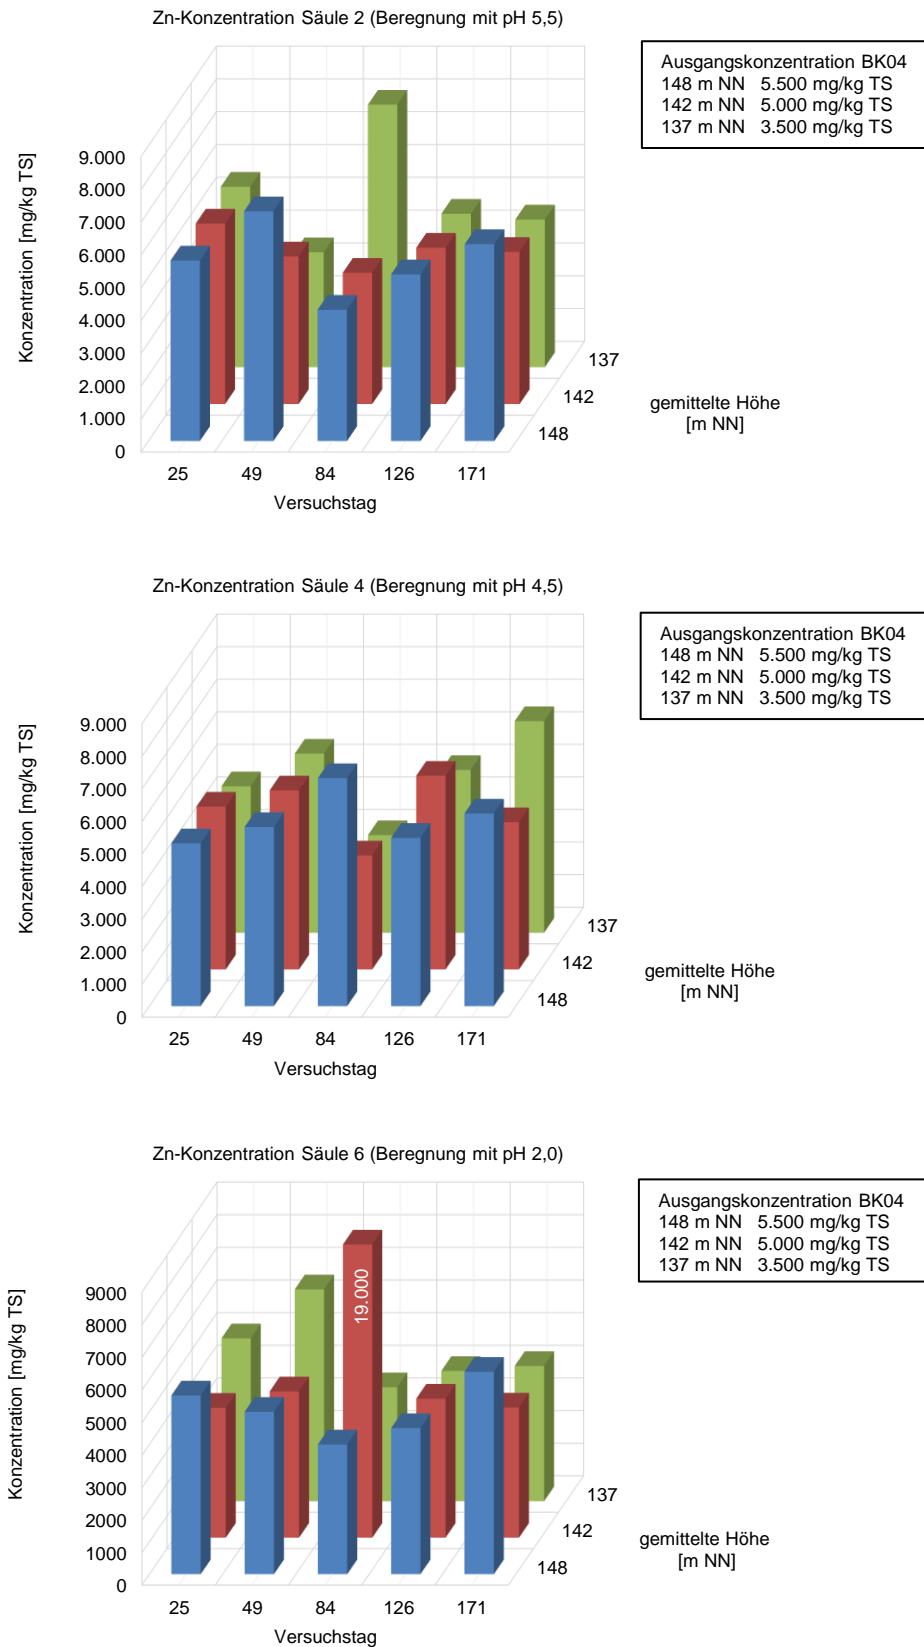 Zn-Konzentration Säule 2 (Beregnung mit pH 5,5)
Ausgangskonzentration BK04
148 m NN 5.500 mg/kg TS
142 m NN 5.000 mg/kg TS
137 m NN 3.500 mg/kg TS
Konzentration [mg/kg TS]
9.000
8.000
7.000
6.000
5.000
4.000
3.000
2.000
1.000
0
137
142
148
gemittelte Höhe
[m NN]
25 49 84 126 171
Versuchstag
Zn-Konzentration Säule 4 (Beregnung mit pH 4,5)
Ausgangskonzentration BK04
148 m NN 5.500 mg/kg TS
142 m NN 5.000 mg/kg TS
137 m NN 3.500 mg/kg TS
Konzentration [mg/kg TS]
9.000
8.000
7.000
6.000
5.000
4.000
3.000
2.000
1.000
0
137
142
148
gemittelte Höhe
[m NN]
25 49 84 126 171
Versuchstag
Zn-Konzentration Säule 6 (Beregnung mit pH 2,0)
Ausgangskonzentration BK04
148 m NN 5.500 mg/kg TS
142 m NN 5.000 mg/kg TS
137 m NN 3.500 mg/kg TS
Konzentration [mg/kg TS]
9000
8000
7000
6000
5000
4000
3000
2000
1000
0
19.000
137
142
148
gemittelte Höhe
[m NN]
25 49 84 126 171
Versuchstag